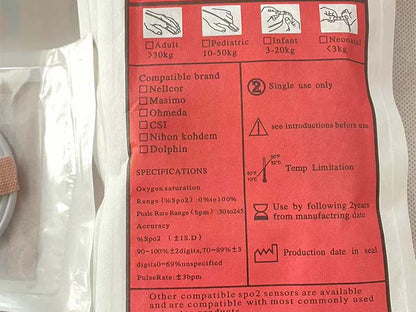 □Adult □Pediatric □Infant □Neonatal
>30kg 10-50kg 3-20kg <3kg
Compatible brand
□Nellcor
□Masimo
□Ohmeda
□CSI
□Nihon kohdem
□Dolphin
SPECIFICATIONS
Oxygen saturation
Range (%Spo2):0%to100%
Pusle Rate Range (bpm):30to245
Accuracy
%Spo2 (±1S.D)
90-100%±2digits,70-89%±3
digits0-69%unspecified
PulseRate:±3bpm
2 Single use only
see introductions before use
Temp Limitation
Use by following 2years
from manufactring date
Production date in seal
Other compatible spo2 sensors are available
and are compatible with most commonly used
products